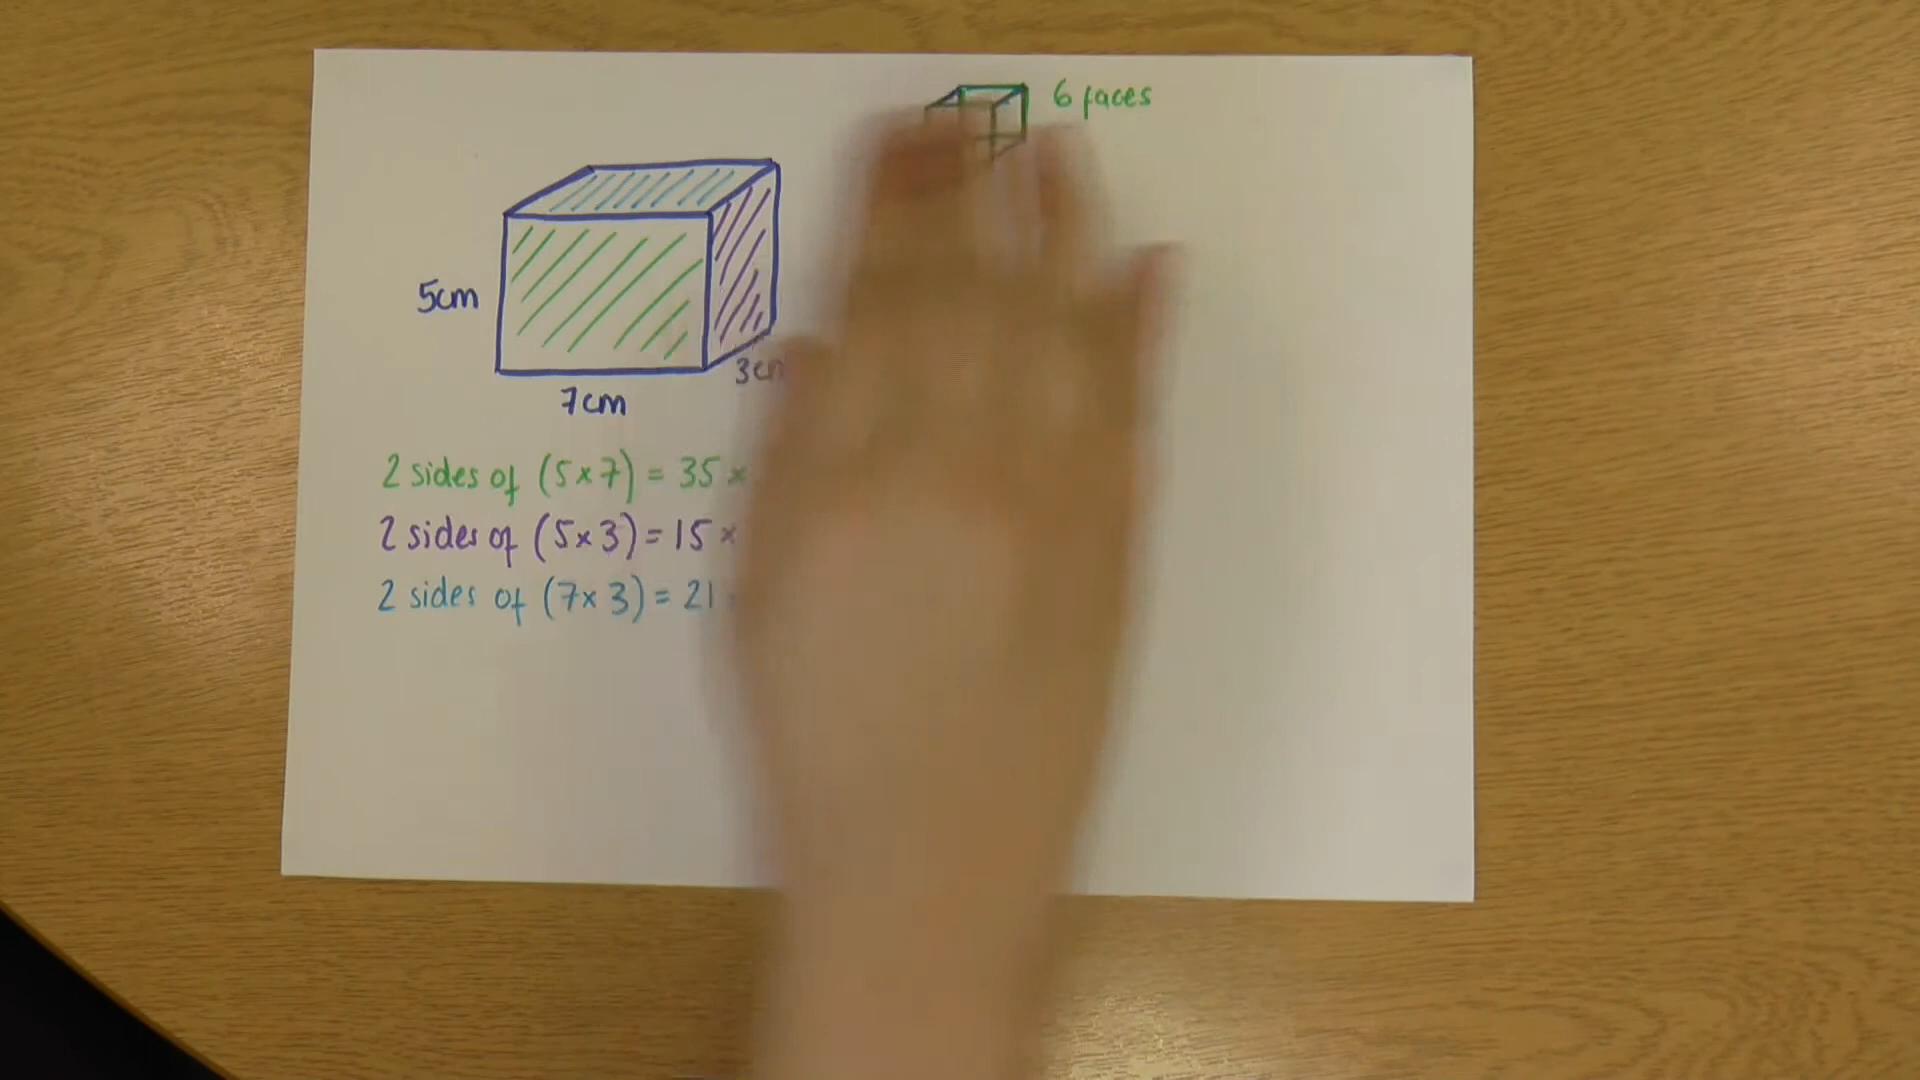 6 faces
5cm
3c
7cm
2 sides of (5×7) = 35 ×
2 sides of (5×3) = 15 ×
2 sides of (7×3) = 21